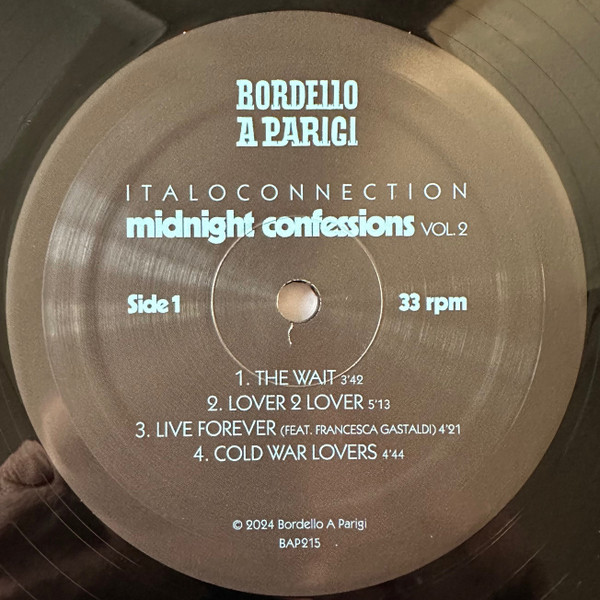 BORDELLO
A PARIGI
ITALOCONNECTION
midnight confessions VOL. 2
Side 1 33 rpm
1. THE WAIT 3'42
2. LOVER 2 LOVER 5'13
3. LIVE FOREVER (FEAT. FRANCESCA GASTALDI) 4'21
4. COLD WAR LOVERS 4'44
© 2024 Bordello A Parigi
BAP215